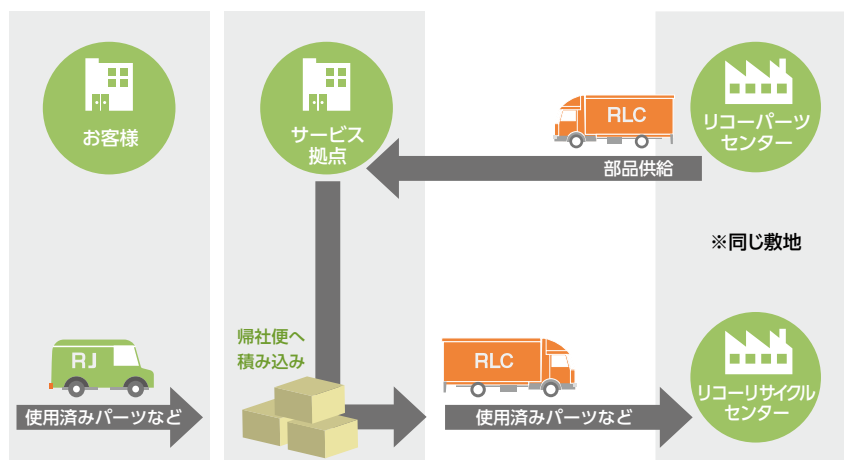 お客様
サービス
拠点
RLC
リコーパーツ
センター
部品供給
※同じ敷地
RJ
使用済みパーツなど
帰社便へ
積み込み
RLC
使用済みパーツなど
リコーリサイクル
センター